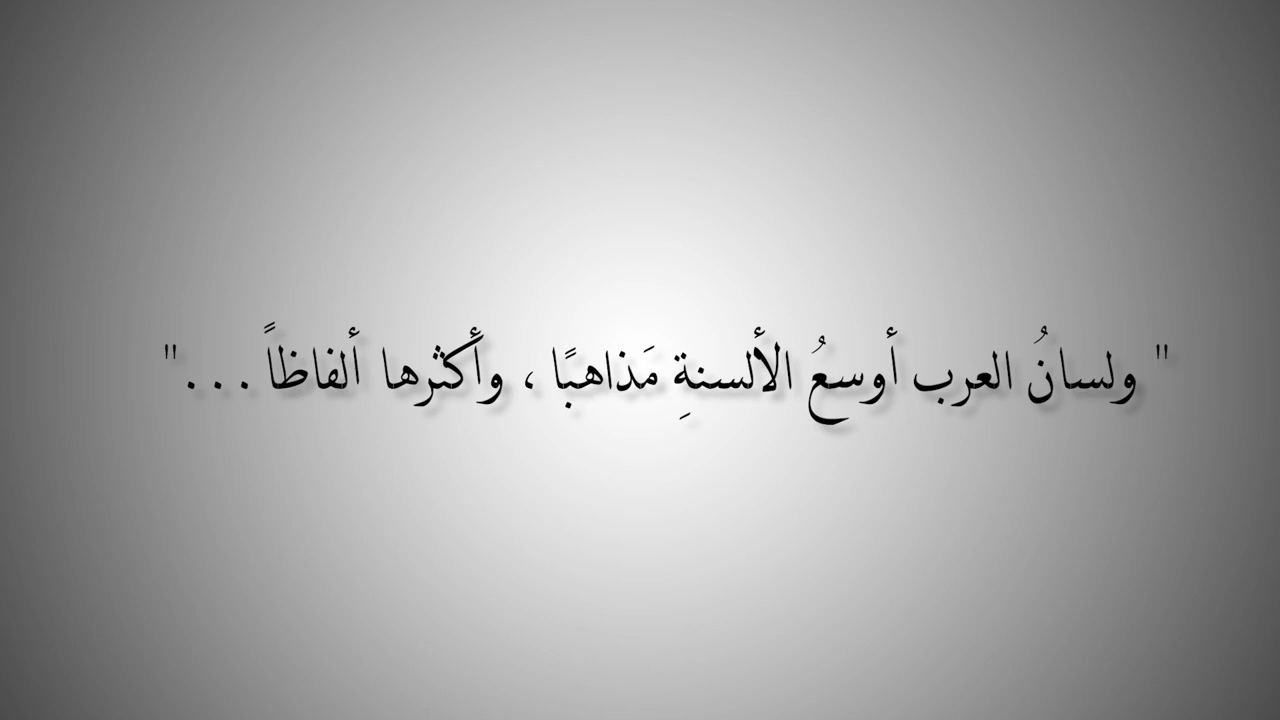 " ولسانُ العرب أوسعُ الألسنةِ مَذاهبًا ، وأكثرها ألفاظاً ... "